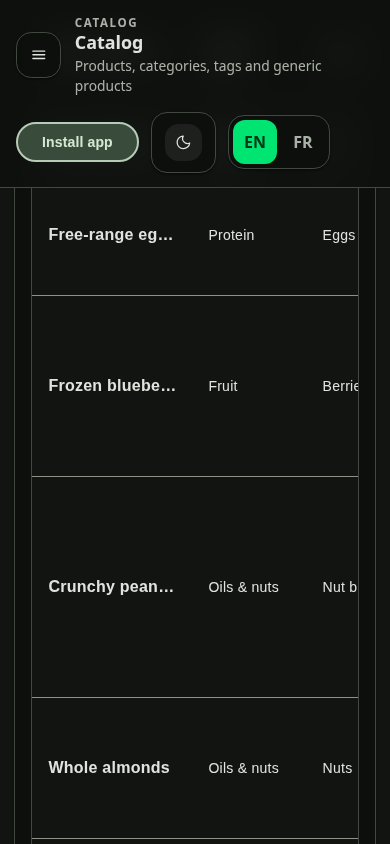 CATALOG
Catalog
Products, categories, tags and generic
products
Install app
EN FR
Free-range eg... Protein Eggs
Frozen bluebe... Fruit Berrie
Crunchy pean... Oils & nuts Nut b
Whole almonds Oils & nuts Nuts